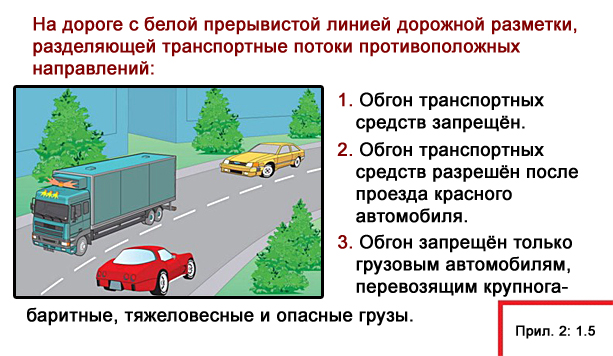 На дороге с белой прерывистой линией дорожной разметки,
разделяющей транспортные потоки противоположных
направлений:
1. Обгон транспортных
средств запрещён.
2. Обгон транспортных
средств разрешён после
проезда красного
автомобиля.
3. Обгон запрещён только
грузовым автомобилям,
перевозящим крупнога-
баритные, тяжеловесные и опасные грузы.
Прил. 2: 1.5